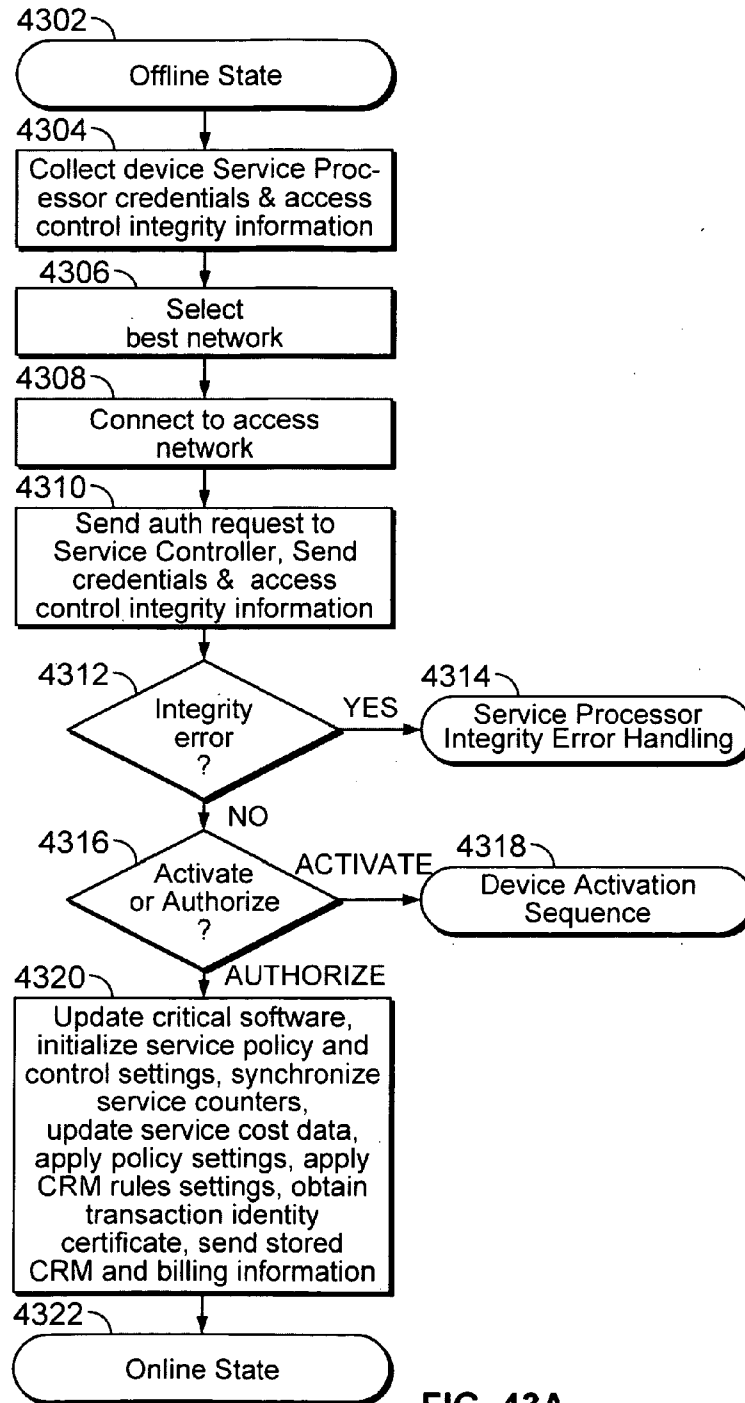 4302
Offline State
4304
Collect device Service Proc-
essor credentials & access
control integrity information
4306
Select
best network
4308
Connect to access
network
4310
Send auth request to
Service Controller, Send
credentials & access
control integrity information
4312
Integrity
error
?
YES
4314
Service Processor
Integrity Error Handling
NO
4316
Activate
or Authorize
?
ACTIVATE
4318
Device Activation
Sequence
AUTHORIZE
4320
Update critical software,
initialize service policy and
control settings, synchronize
service counters,
update service cost data,
apply policy settings, apply
CRM rules settings, obtain
transaction identity
certificate, send stored
CRM and billing information
4322
Online State
FIG. 43A